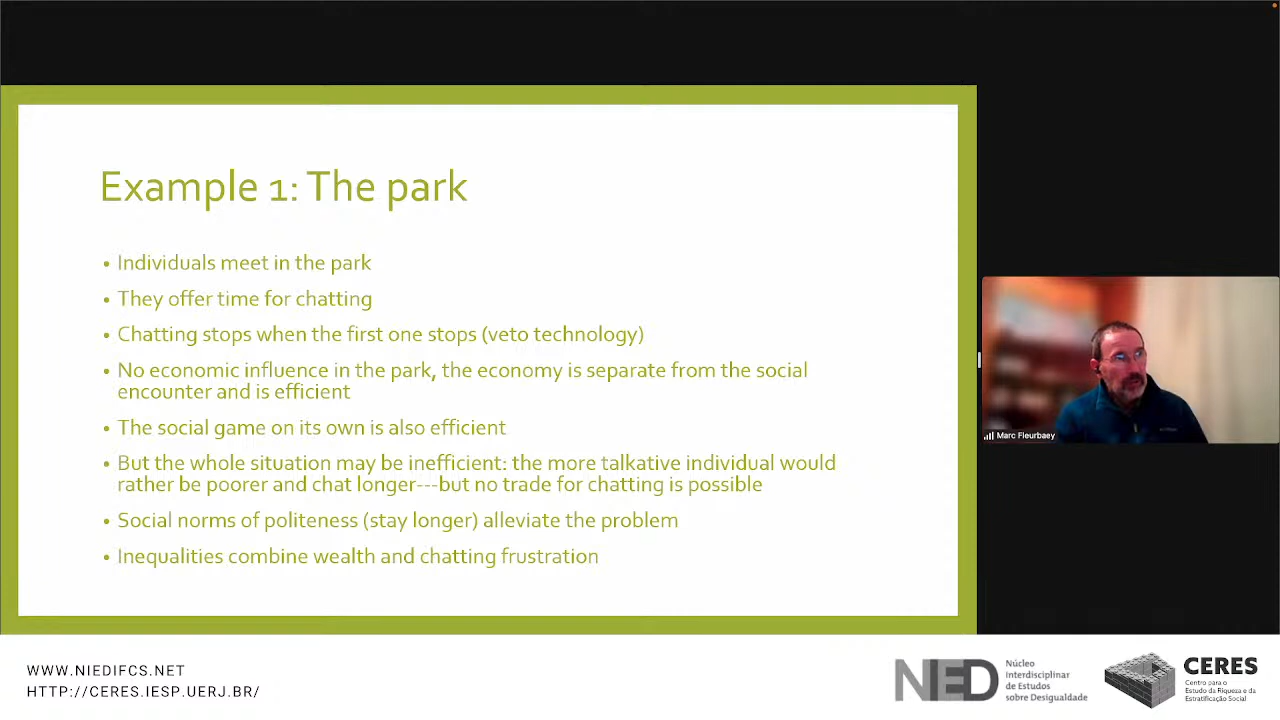 Example 1: The park
• Individuals meet in the park
• They offer time for chatting
• Chatting stops when the first one stops (veto technology)
• No economic influence in the park, the economy is separate from the social
encounter and is efficient
• The social game on its own is also efficient
• But the whole situation may be inefficient: the more talkative individual would
rather be poorer and chat longer---but no trade for chatting is possible
• Social norms of politeness (stay longer) alleviate the problem
• Inequalities combine wealth and chatting frustration
Marc Fleurbaey
WWW.NIEDIFCS.NET
HTTP://CERES.IESP.UERJ.BR/
NIED
Núcleo
Interdisciplinar
de Estudos
sobre Desigualdade
CERES
Centro para o
Estudo da Riqueza e da
Estratificação Social